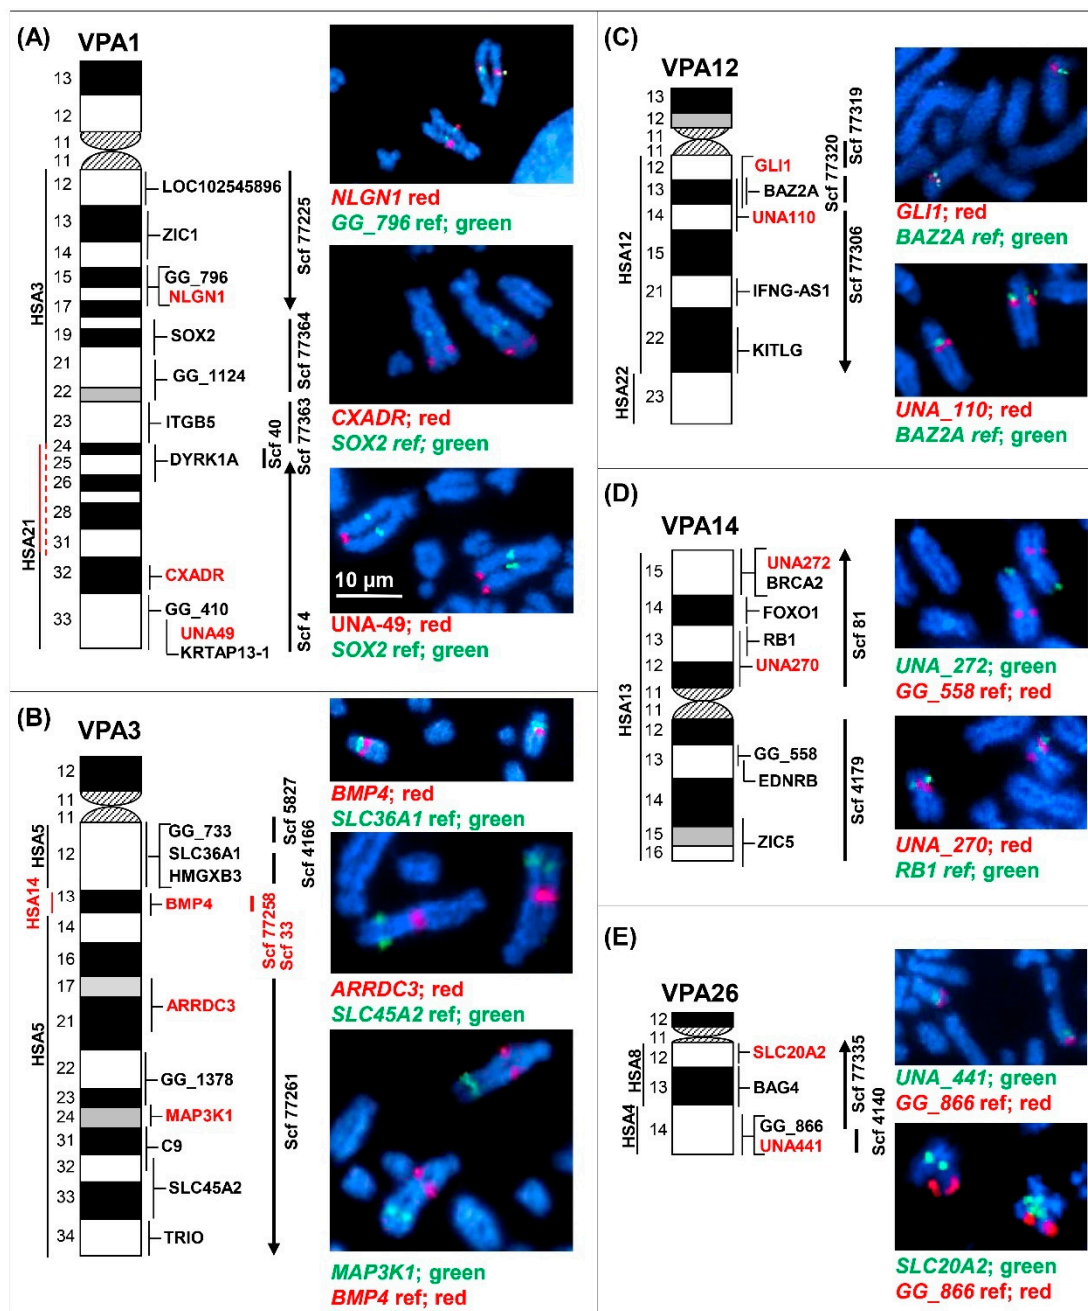 (A)
VPA1
13
12
11
11
12
13
14
15
17
19
21
22
23
24
25
26
28
31
32
33
HSA3
HSA21
LOC102545896
ZIC1
GG_796
NLGN1
SOX2
GG_1124
ITGB5
DYRK1A
CXADR
GG_410
UNA49
KRTAP13-1
Scf 77225
Scf 77364
Scf 40
Scf 77363
Scf 4
NLGN1 red
GG_796 ref; green
CXADR; red
SOX2 ref; green
10 µm
UNA-49; red
SOX2 ref; green
(B)
VPA3
12
11
11
12
13
14
16
17
21
22
23
24
31
32
33
34
HSA5
HSA14
HSA5
GG_733
SLC36A1
HMGXB3
BMP4
ARRDC3
GG_1378
MAP3K1
C9
SLC45A2
TRIO
Scf 5827
Scf 4166
Scf 77258
Scf 33
Scf 77261
BMP4; red
SLC36A1 ref; green
ARRDC3; red
SLC45A2 ref; green
MAP3K1; green
BMP4 ref; red
(C)
VPA12
13
12
11
11
12
13
14
15
21
22
23
HSA12
HSA22
GLI1
BAZ2A
UNA110
IFNG-AS1
KITLG
Scf 77319
Scf 77320
Scf 77306
GLI1; red
BAZ2A ref; green
UNA_110; red
BAZ2A ref; green
(D)
VPA14
15
14
13
12
11
11
12
13
14
15
16
HSA13
UNA272
BRCA2
FOXO1
RB1
UNA270
GG_558
EDNRB
ZIC5
Scf 81
Scf 4179
UNA_272; green
GG_558 ref; red
UNA_270; red
RB1 ref; green
(E)
VPA26
12
11
12
13
14
HSA8
HSA4
SLC20A2
BAG4
GG_866
UNA441
Scf 77335
Scf 4140
UNA_441; green
GG_866 ref; red
SLC20A2; green
GG_866 ref; red